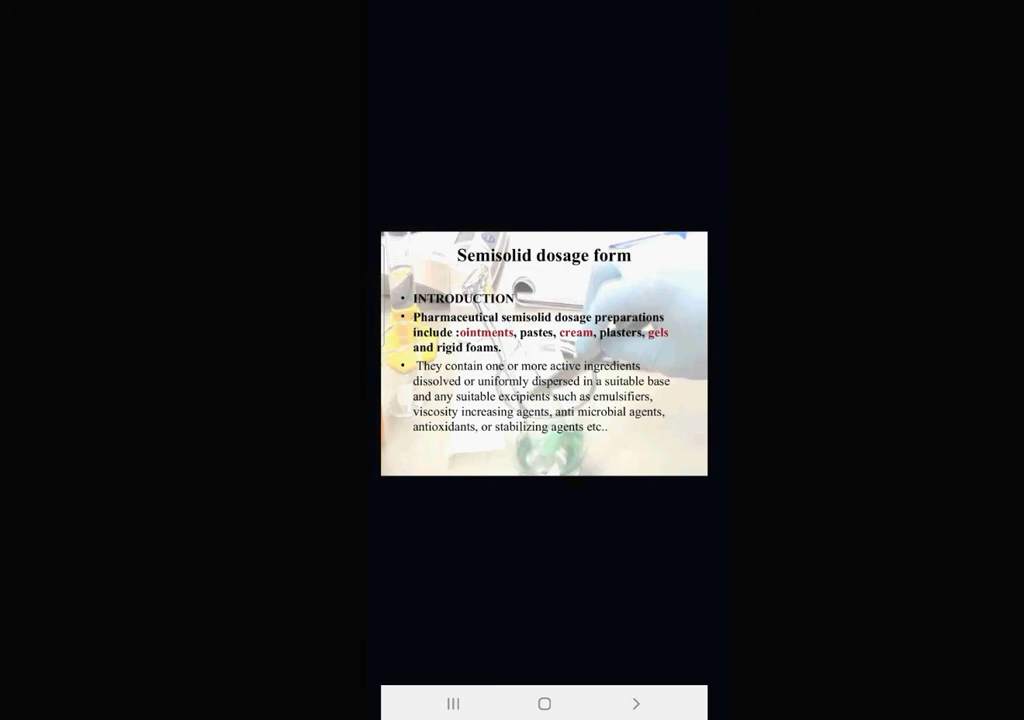 Semisolid dosage form
• INTRODUCTION
• Pharmaceutical semisolid dosage preparations
include :ointments, pastes, cream, plasters, gels
and rigid foams.
• They contain one or more active ingredients
dissolved or uniformly dispersed in a suitable base
and any suitable excipients such as emulsifiers,
viscosity increasing agents, anti microbial agents,
antioxidants, or stabilizing agents etc..